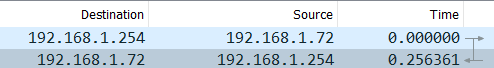 Destination Source Time
192.168.1.254 192.168.1.72 0.000000
192.168.1.72 192.168.1.254 0.256361